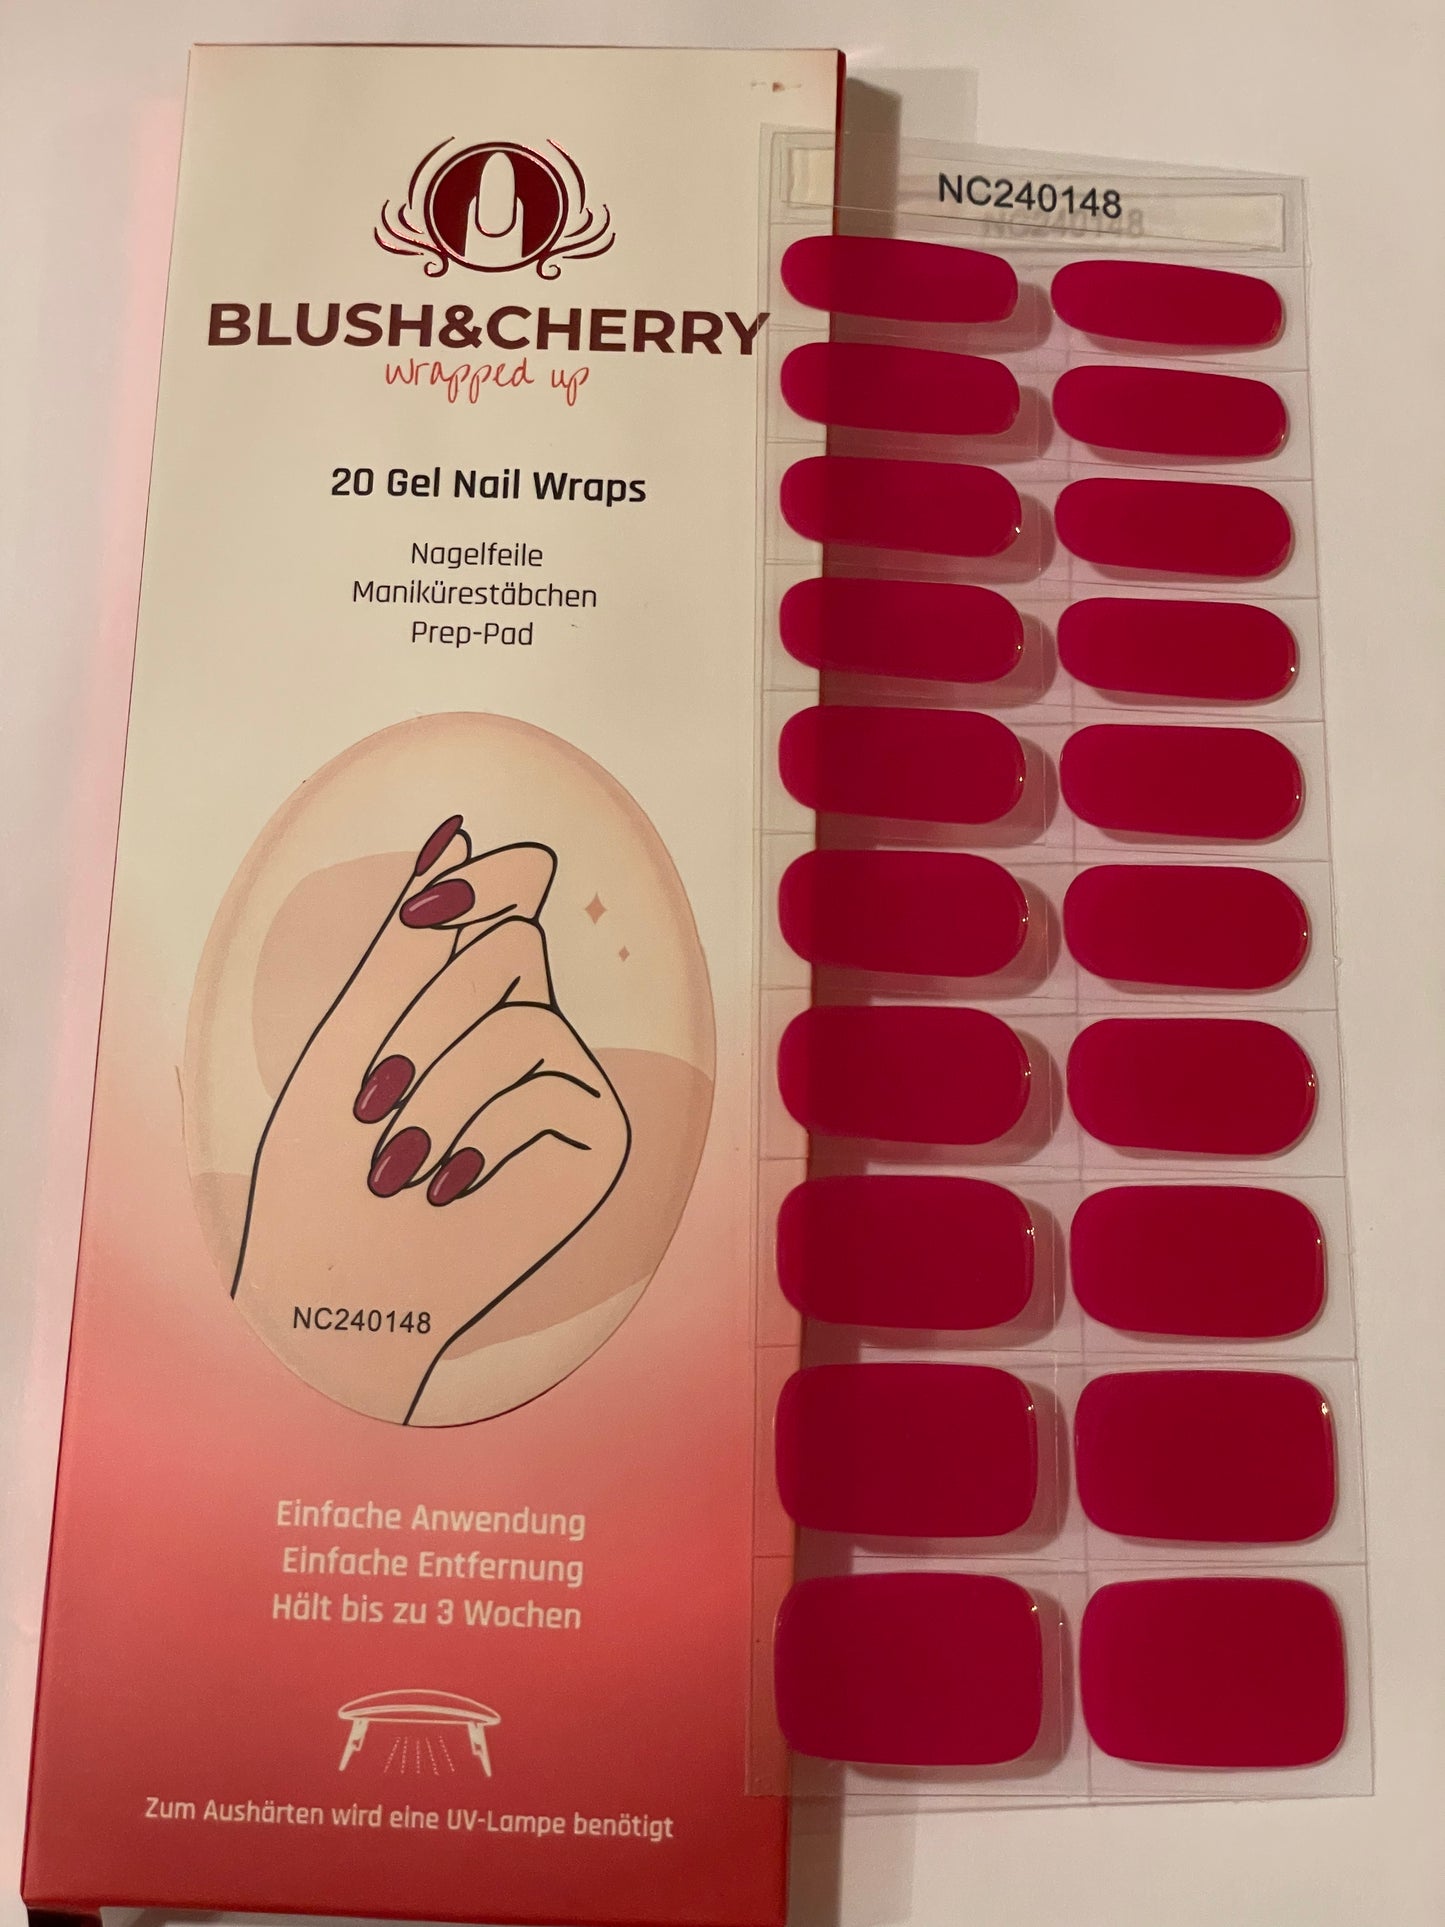 BLUSH&CHERRY
wrapped up
20 Gel Nail Wraps
Nagelfeile
Manikürestäbchen
Prep-Pad
NC240148
Einfache Anwendung
Einfache Entfernung
Hält bis zu 3 Wochen
Zum Aushärten wird eine UV-Lampe benötigt
NC240148